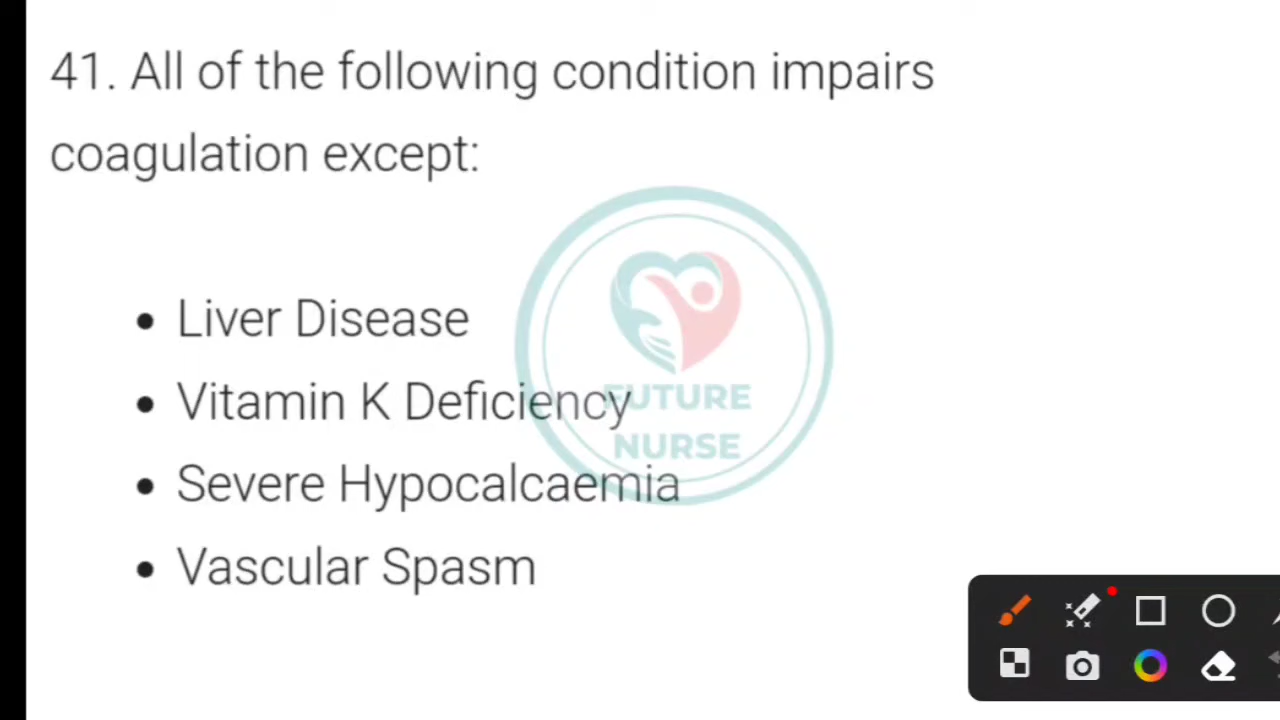 41. All of the following condition impairs
coagulation except:
• Liver Disease
• Vitamin K Deficiency
• Severe Hypocalcaemia
• Vascular Spasm
FUTURE
NURSE